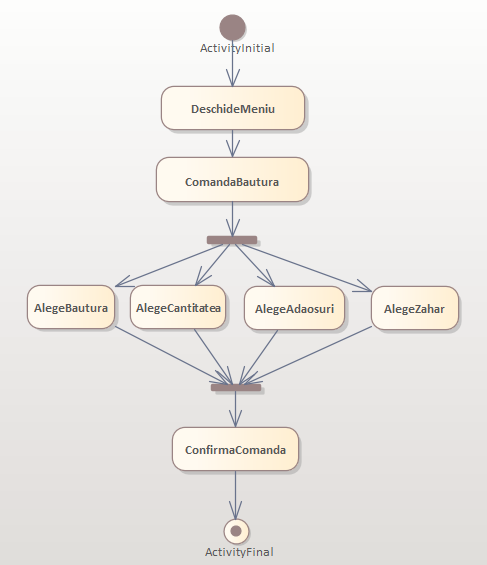 ActivityInitial
DeschideMeniu
ComandaBautura
AlegeBautura
AlegeCantitatea
AlegeAdaosuri
AlegeZahar
ConfirmaComanda
ActivityFinal